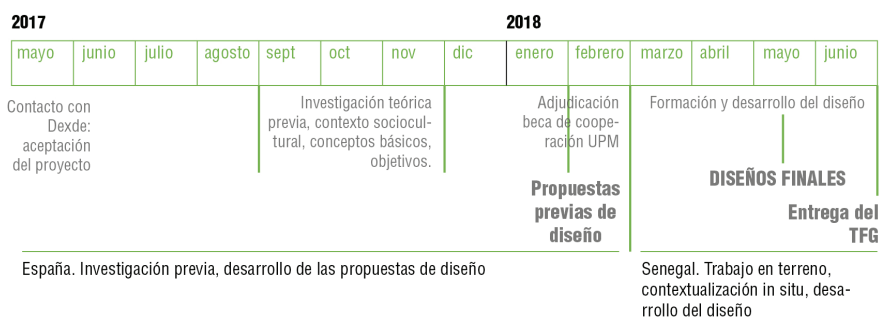 2017
2018
mayo junio julio agosto sept oct nov dic enero febrero marzo abril mayo junio
Contacto con
Dexde:
aceptación
del proyecto
Investigación teórica
previa, contexto sociocul-
tural, conceptos básicos,
objetivos.
Adjudicación
beca de coope-
ración UPM
Propuestas
previas de
diseño
Formación y desarrollo del diseño
DISEÑOS FINALES
Entrega del
TFG
España. Investigación previa, desarrollo de las propuestas de diseño
Senegal. Trabajo en terreno,
contextualización in situ, desa-
rrollo del diseño